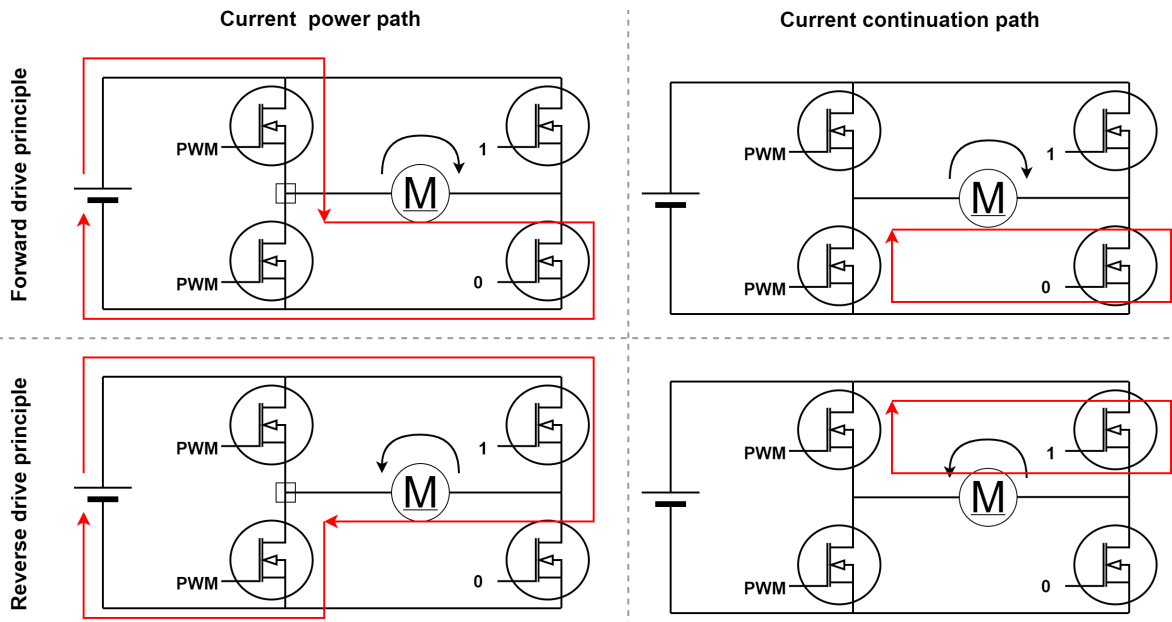 Current power path
Current continuation path
Forward drive principle
PWM
1
M
PWM
0
PWM
1
M
PWM
0
Reverse drive principle
PWM
1
M
PWM
0
PWM
1
M
PWM
0